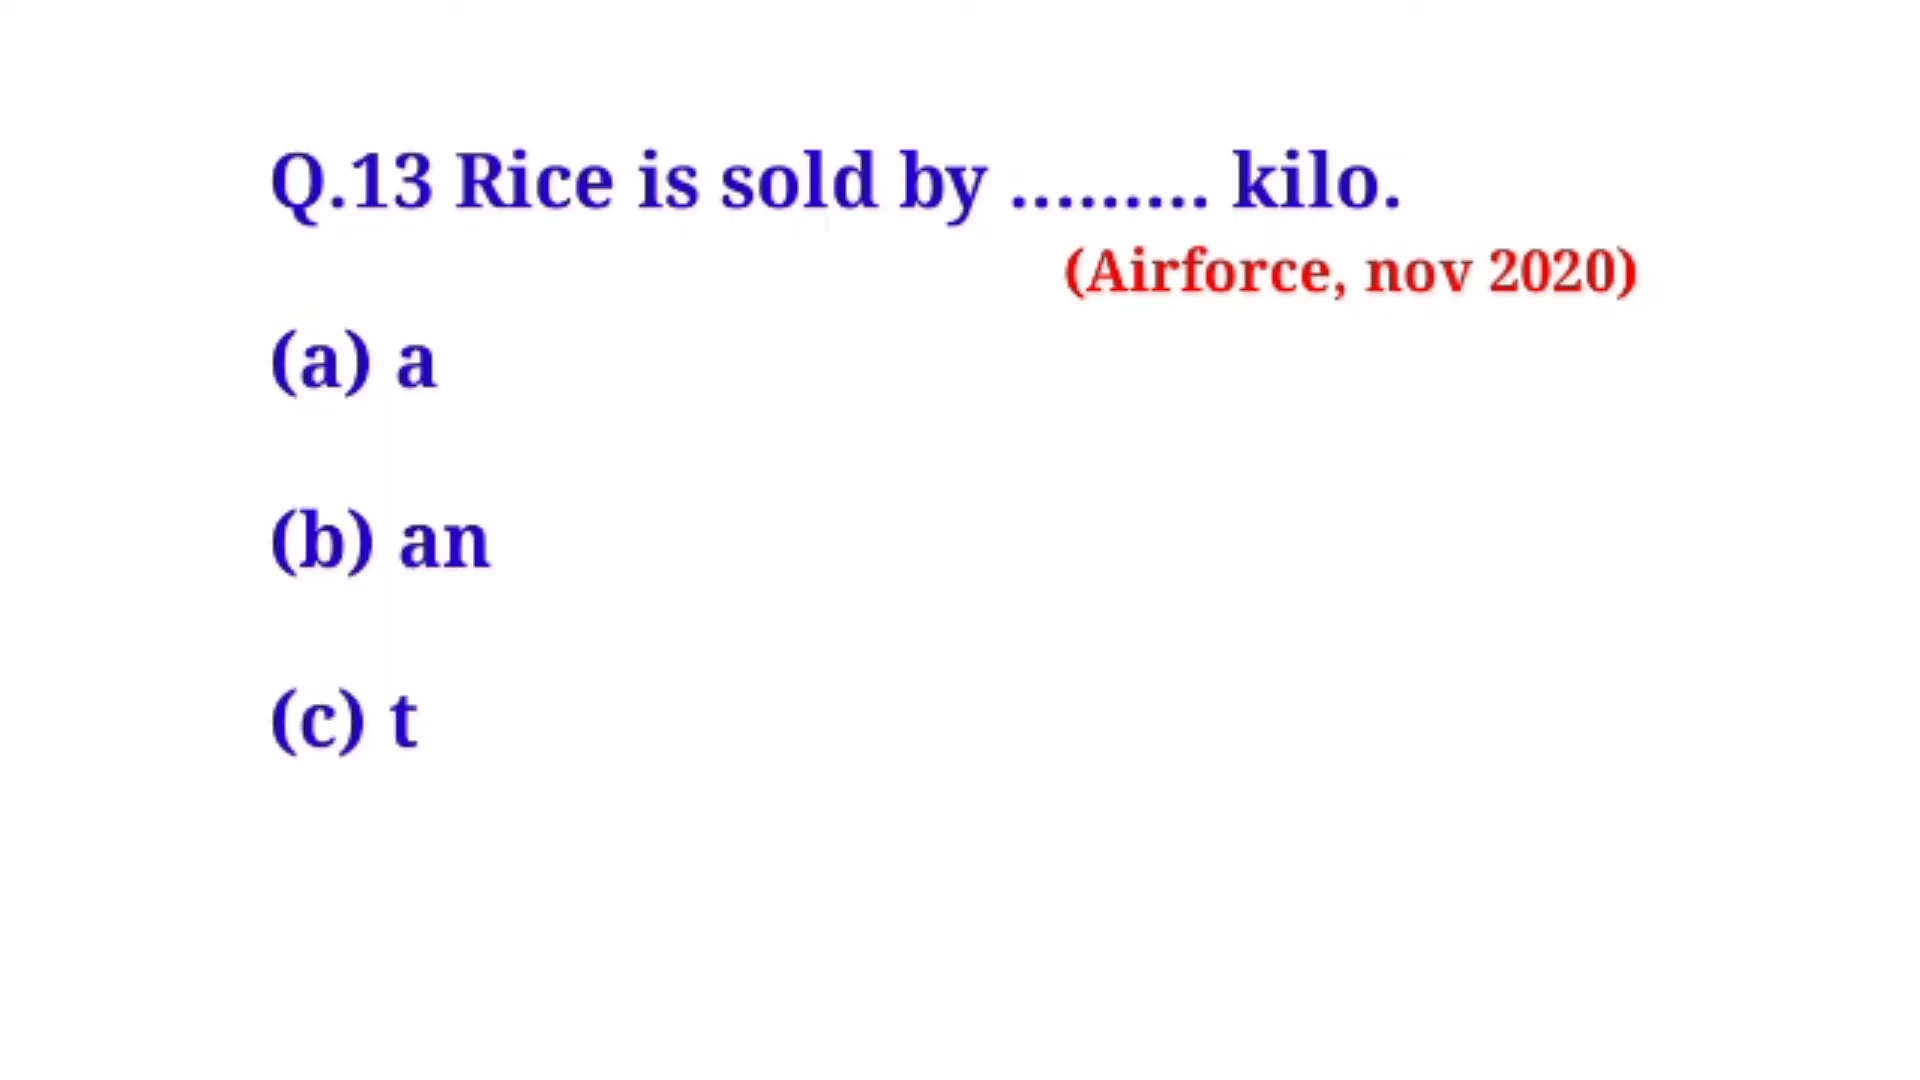 Q.13 Rice is sold by ......... kilo.
(Airforce, nov 2020)
(a) a
(b) an
(c) t